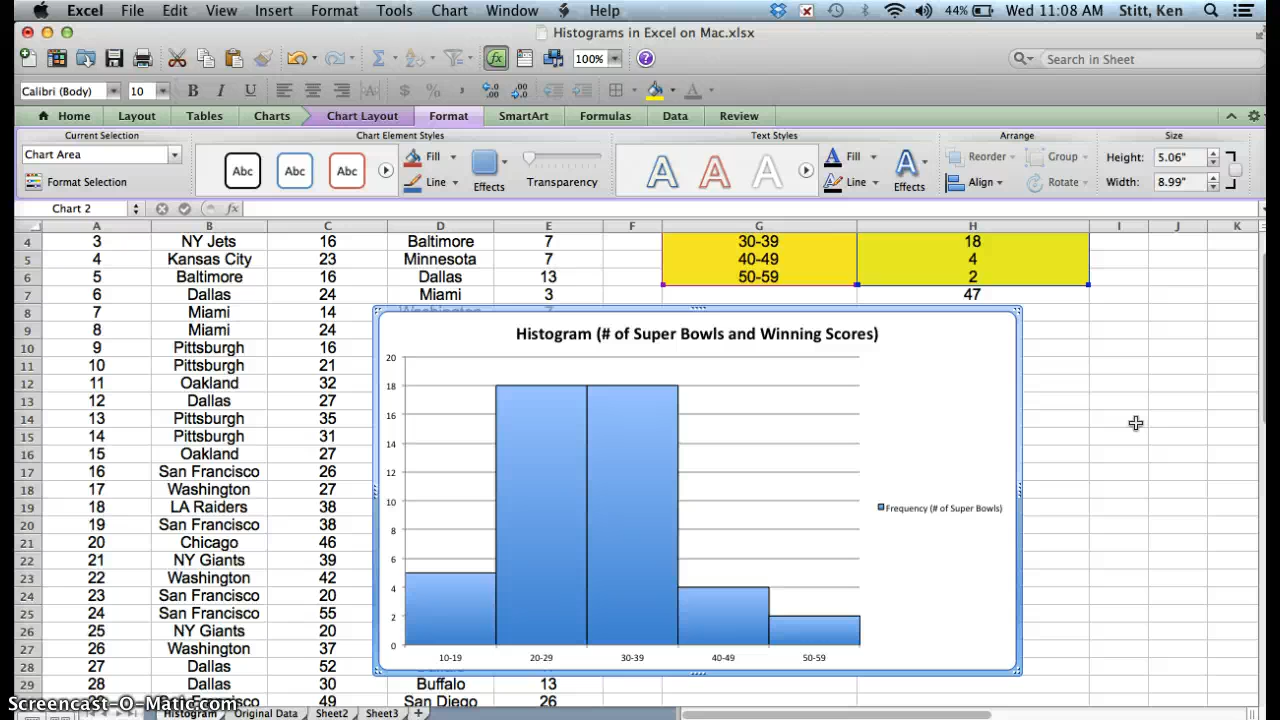 Excel File Edit View Insert Format Tools Chart Window Help 44% Wed 11:08 AM Stitt, Ken
Histograms in Excel on Mac.xlsx
100% Search in Sheet
Calibri (Body) 10 B I U
Home Layout Tables Charts Chart Layout Format SmartArt Formulas Data Review
Current Selection Chart Element Styles Text Styles Arrange Size
Chart Area Abc Abc Abc Fill Line Effects Transparency Fill Line Effects Reorder Group Align Rotate Height: 5.06" Width: 8.99"
Format Selection
Chart 2 fx
A B C D E F G H I J K
4 3 NY Jets 16 Baltimore 7 30-39 18
5 4 Kansas City 23 Minnesota 7 40-49 4
6 5 Baltimore 16 Dallas 13 50-59 2
7 6 Dallas 24 Miami 3 47
8 7 Miami 14 Washington 7
9 8 Miami 24
10 9 Pittsburgh 16
11 10 Pittsburgh 21
12 11 Oakland 32
13 12 Dallas 27
14 13 Pittsburgh 35
15 14 Pittsburgh 31
16 15 Oakland 27
17 16 San Francisco 26
18 17 Washington 27
19 18 LA Raiders 38
20 19 San Francisco 38
21 20 Chicago 46
22 21 NY Giants 39
23 22 Washington 42
24 23 San Francisco 20
25 24 San Francisco 55
26 25 NY Giants 20
27 26 Washington 37
28 27 Dallas 52
29 28 Dallas 30 Buffalo 13
49 San Diego 26
Histogram (# of Super Bowls and Winning Scores)
20
18
16
14
12
10
8
6
4
2
0
10-19 20-29 30-39 40-49 50-59
Frequency (# of Super Bowls)
Screencast-O-Matic.com
Histogram Original Data Sheet2 Sheet3 +